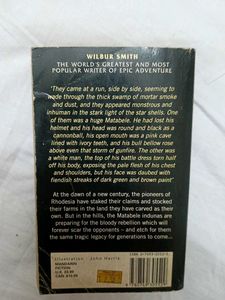 WILBUR SMITH
THE WORLD'S GREATEST AND MOST
POPULAR WRITER OF EPIC ADVENTURE
'They came at a run, side by side, seeming to
wade through the thick swamp of mortar smoke
and dust, and they appeared monstrous and
inhuman in the stark light of the star shells. One
of them was a huge Matabele. He had lost his
helmet and his head was round and black as a
cannonball, his open mouth was a pink cave
lined with ivory teeth, and his bull bellow rose
above even that storm of gunfire. The other was
a white man, the top of his battle dress torn half
off his body, exposing the pale flesh of his chest
and shoulders, but his face was daubed with
fiendish streaks of dark green and brown paint'
At the dawn of a new century, the pioneers of
Rhodesia have staked their claims and stocked
their farms in the land they have carved as their
own. But in the hills, the Matabele indunas are
preparing for the bloody rebellion which will
forever scar the opponents – and etch for them
the same tragic legacy for generations to come...
Illustration: John Harris
MANDARIN
FICTION